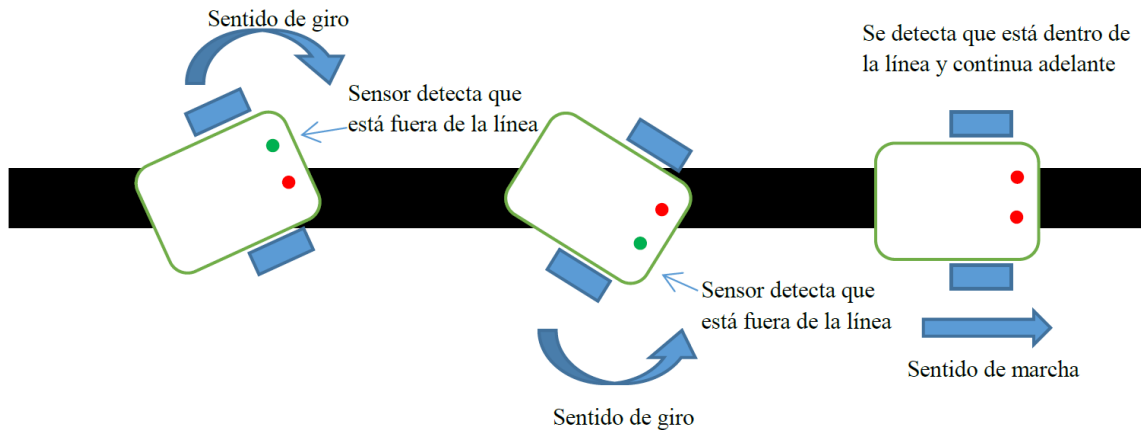 Sentido de giro
Sensor detecta que
está fuera de la línea
Sensor detecta que
está fuera de la línea
Sentido de giro
Se detecta que está dentro de
la línea y continua adelante
Sentido de marcha